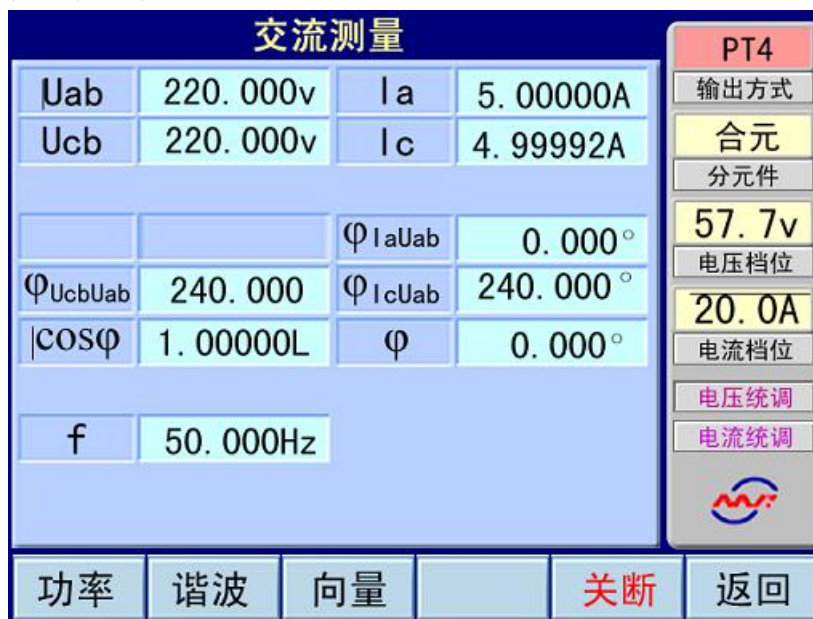 交流测量
Uab 220.000v Ia 5.00000A
Ucb 220.000v Ic 4.99992A
φIaUab 0.000°
φUcbUab 240.000 φIcUab 240.000°
cosφ 1.00000L φ 0.000°
f 50.000Hz
PT4
输出方式
合元
分元件
57.7v
电压档位
20.0A
电流档位
电压统调
电流统调
功率 谐波 向量 关断 返回